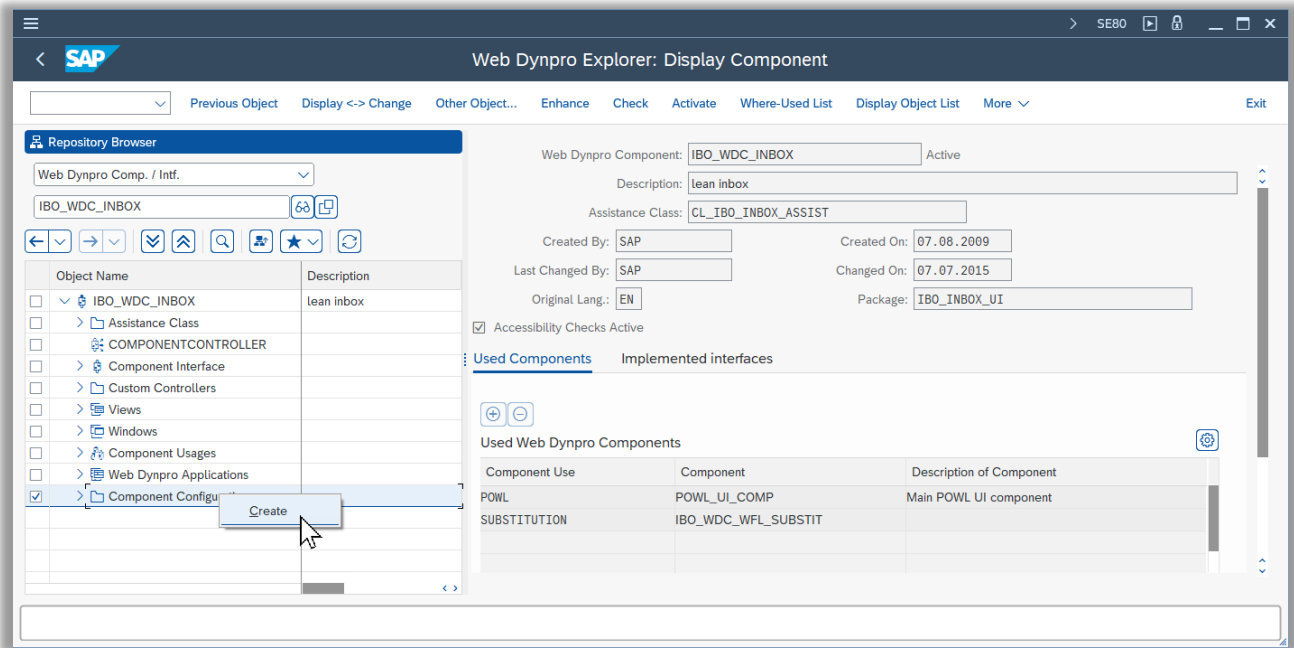 SE80
SAP Web Dynpro Explorer: Display Component
Previous Object Display <-> Change Other Object... Enhance Check Activate Where-Used List Display Object List More Exit
Repository Browser
Web Dynpro Comp. / Intf.
IBO_WDC_INBOX
Object Name Description
IBO_WDC_INBOX lean inbox
Assistance Class
COMPONENTCONTROLLER
Component Interface
Custom Controllers
Views
Windows
Component Usages
Web Dynpro Applications
Component Configu
Create
Web Dynpro Component: IBO_WDC_INBOX Active
Description: lean inbox
Assistance Class: CL_IBO_INBOX_ASSIST
Created By: SAP Created On: 07.08.2009
Last Changed By: SAP Changed On: 07.07.2015
Original Lang.: EN Package: IBO_INBOX_UI
Accessibility Checks Active
Used Components Implemented interfaces
Used Web Dynpro Components
Component Use Component Description of Component
POWL POWL_UI_COMP Main POWL UI component
SUBSTITUTION IBO_WDC_WFL_SUBSTIT